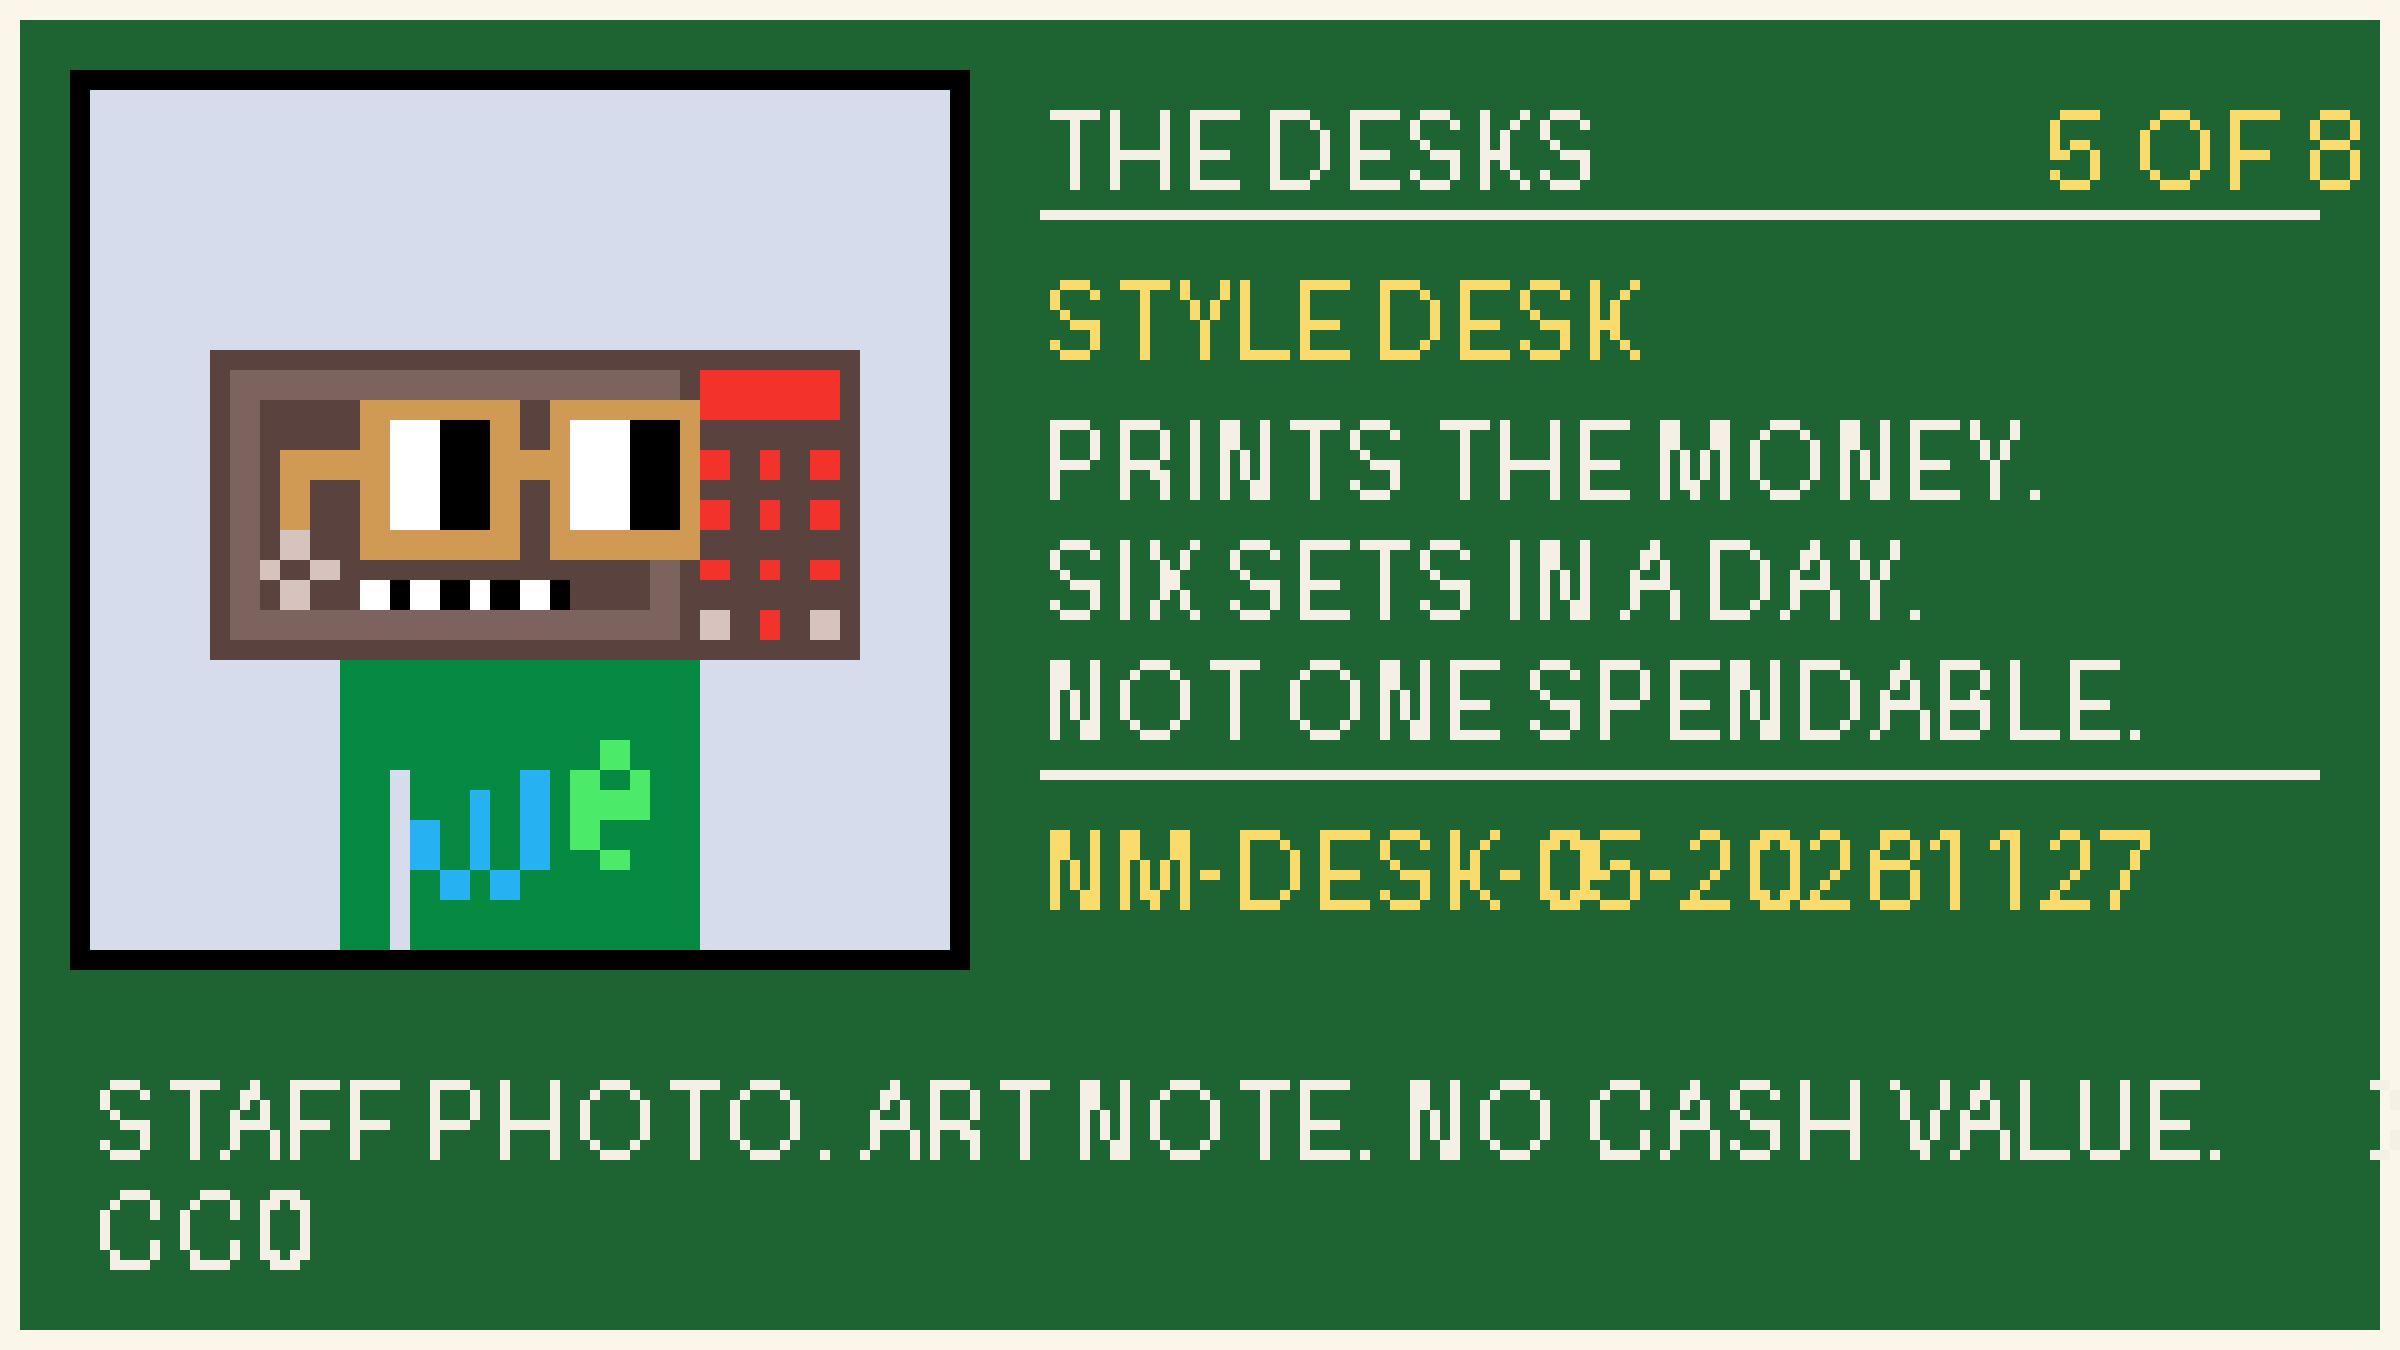 THE DESKS 5 OF 8
STYLE DESK
PRINTS THE MONEY.
SIX SETS IN A DAY.
NOT ONE SPENDABLE.
NM-DESK-05-20281127
we
STAFF PHOTO. ART NOTE. NO CASH VALUE.
CC0